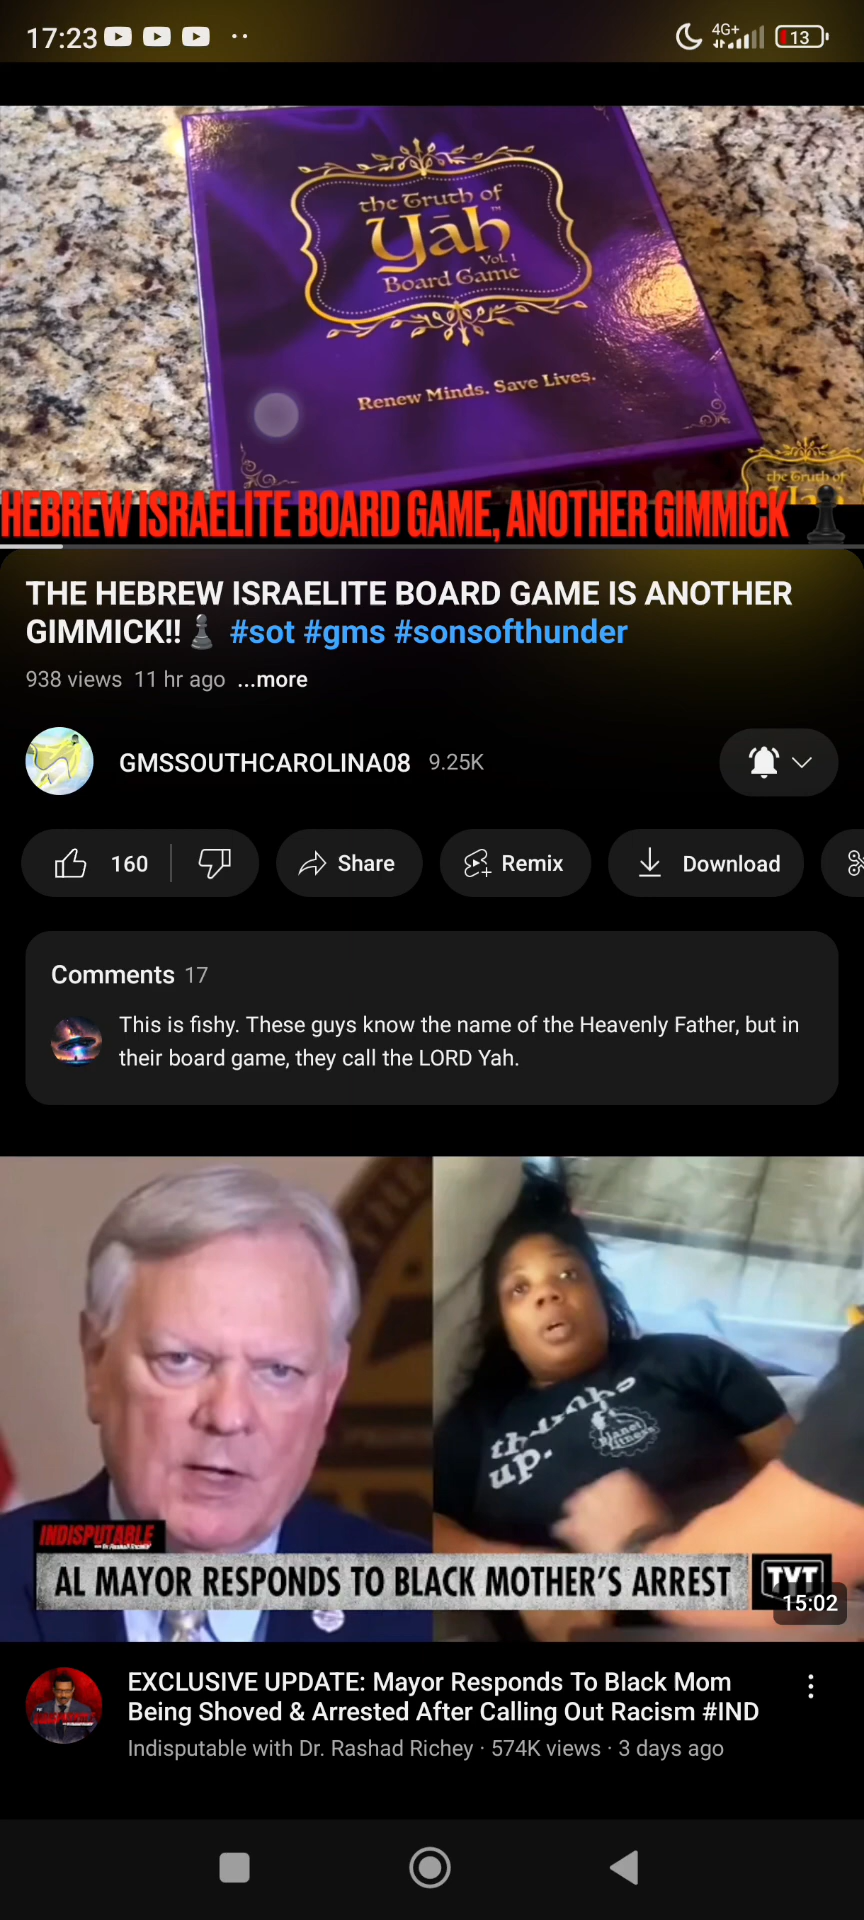 17:23
4G+
13
the Truth of
Yah
TM
Vol. 1
Board Game
Renew Minds. Save Lives.
the Truth of
HEBREW ISRAELITE BOARD GAME, ANOTHER GIMMICK
THE HEBREW ISRAELITE BOARD GAME IS ANOTHER
GIMMICK!! #sot #gms #sonsofthunder
938 views 11 hr ago ...more
GMSSOUTHCAROLINA08 9.25K
160
Share
Remix
Download
Comments 17
This is fishy. These guys know the name of the Heavenly Father, but in
their board game, they call the LORD Yah.
up.
planet
fitness
INDISPUTABLE
AL MAYOR RESPONDS TO BLACK MOTHER'S ARREST
TYT
15:02
EXCLUSIVE UPDATE: Mayor Responds To Black Mom
Being Shoved & Arrested After Calling Out Racism #IND
Indisputable with Dr. Rashad Richey · 574K views · 3 days ago